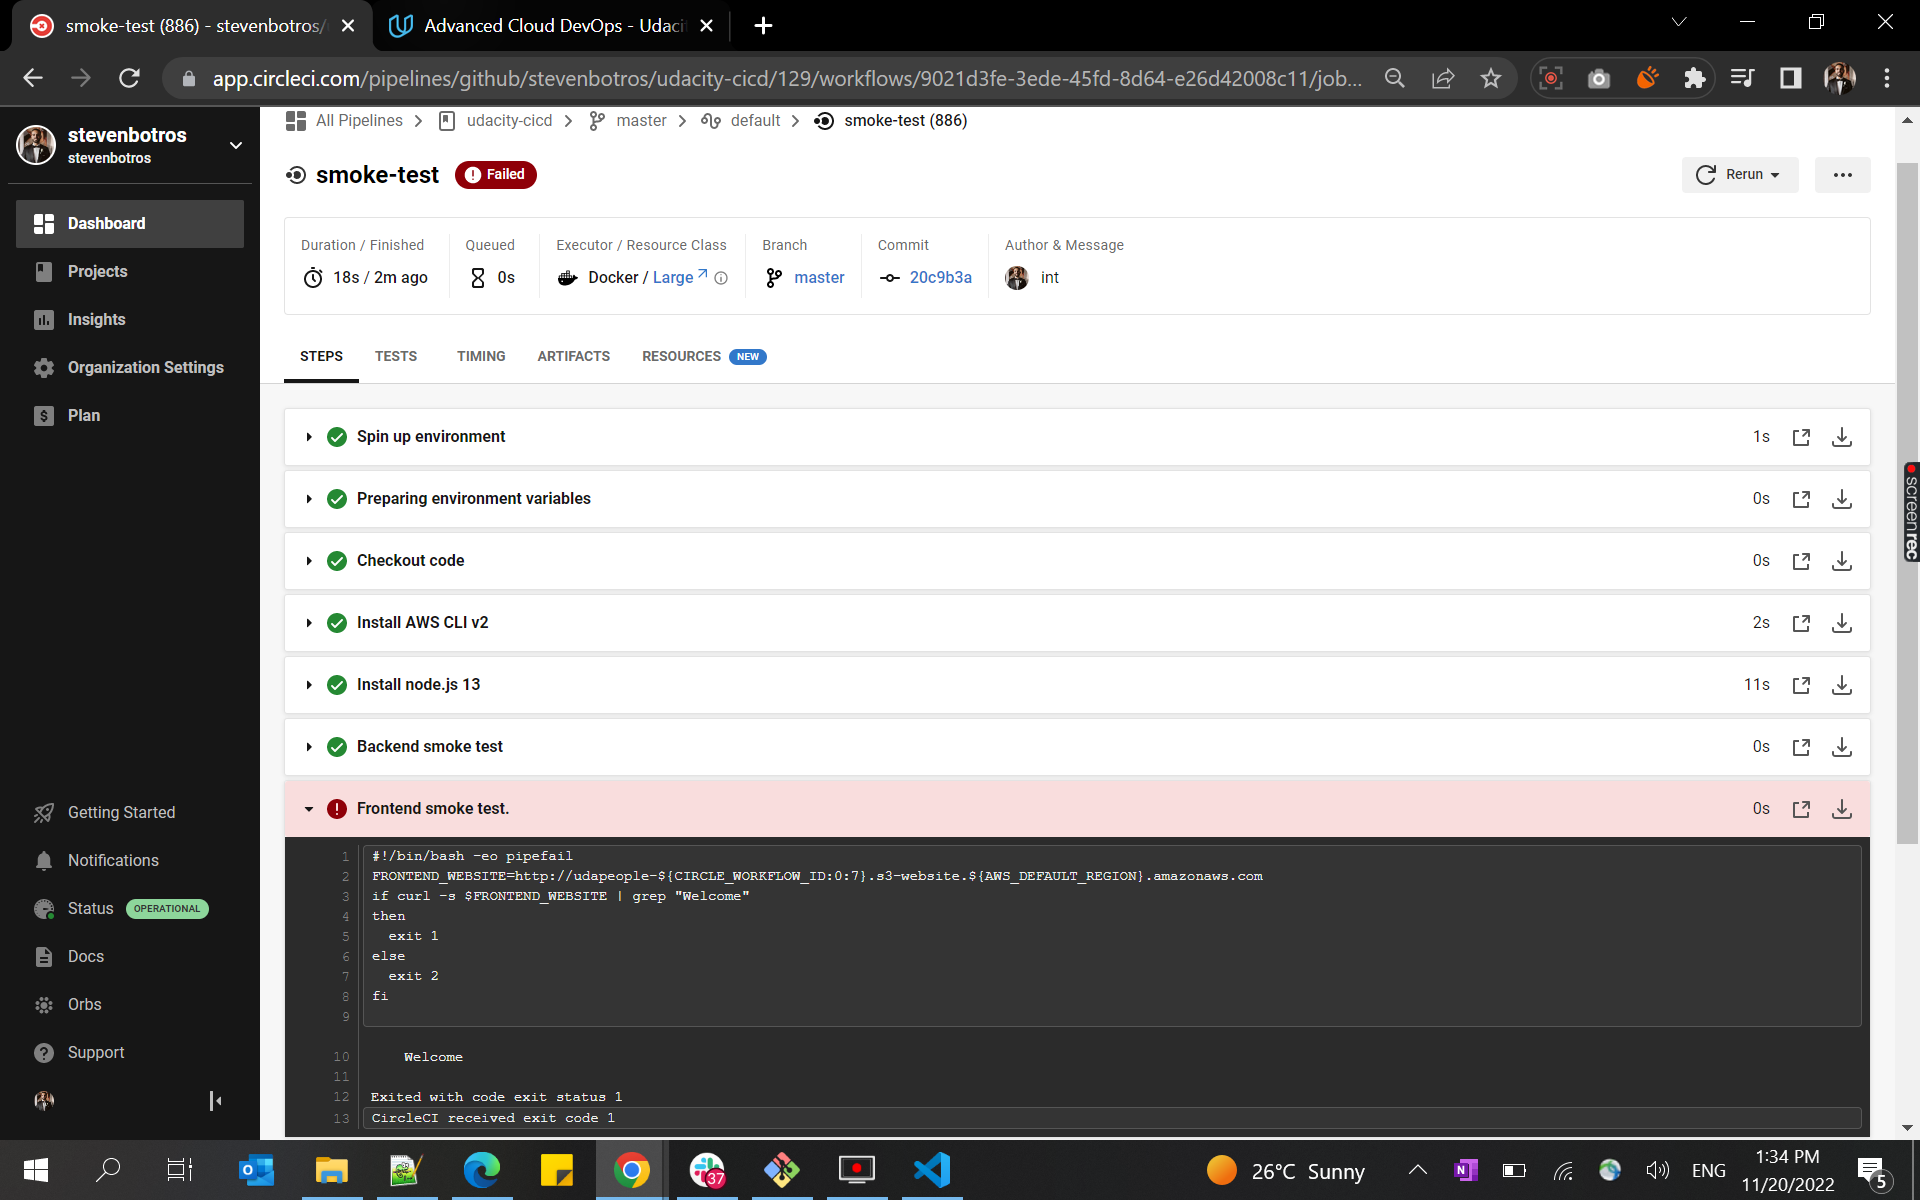 smoke-test (886) - stevenbotros/
Advanced Cloud DevOps - Udaci
app.circleci.com/pipelines/github/stevenbotros/udacity-cicd/129/workflows/9021d3fe-3ede-45fd-8d64-e26d42008c11/job...
stevenbotros
stevenbotros
Dashboard
Projects
Insights
Organization Settings
$ Plan
Getting Started
Notifications
Status OPERATIONAL
Docs
Orbs
? Support
All Pipelines > udacity-cicd > master > default > smoke-test (886)
smoke-test ! Failed
Rerun
Duration / Finished
18s / 2m ago
Queued
0s
Executor / Resource Class
Docker / Large
Branch
master
Commit
20c9b3a
Author & Message
int
STEPS TESTS TIMING ARTIFACTS RESOURCES NEW
Spin up environment 1s
Preparing environment variables 0s
Checkout code 0s
Install AWS CLI v2 2s
Install node.js 13 11s
Backend smoke test 0s
Frontend smoke test. 0s
1 #!/bin/bash -eo pipefail
2 FRONTEND_WEBSITE=http://udapeople-${CIRCLE_WORKFLOW_ID:0:7}.s3-website.${AWS_DEFAULT_REGION}.amazonaws.com
3 if curl -s $FRONTEND_WEBSITE | grep "Welcome"
4 then
5 exit 1
6 else
7 exit 2
8 fi
9
10 Welcome
11
12 Exited with code exit status 1
13 CircleCI received exit code 1
screenrec
37
26°C Sunny
N
ENG
1:34 PM
11/20/2022
5